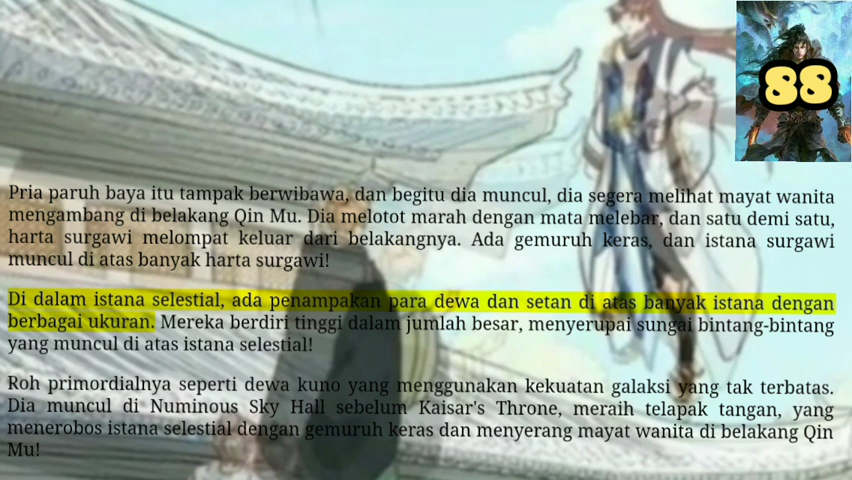 88
Pria paruh baya itu tampak berwibawa, dan begitu dia muncul, dia segera melihat mayat wanita
mengambang di belakang Qin Mu. Dia melotot marah dengan mata melebar, dan satu demi satu,
harta surgawi melompat keluar dari belakangnya. Ada gemuruh keras, dan istana surgawi
muncul di atas banyak harta surgawi!
Di dalam istana selestial, ada penampakan para dewa dan setan di atas banyak istana dengan
berbagai ukuran. Mereka berdiri tinggi dalam jumlah besar, menyerupai sungai bintang-bintang
yang muncul di atas istana selestial!
Roh primordialnya seperti dewa kuno yang menggunakan kekuatan galaksi yang tak terbatas.
Dia muncul di Numinous Sky Hall sebelum Kaisar's Throne, meraih telapak tangan, yang
menerobos istana selestial dengan gemuruh keras dan menyerang mayat wanita di belakang Qin
Mu!